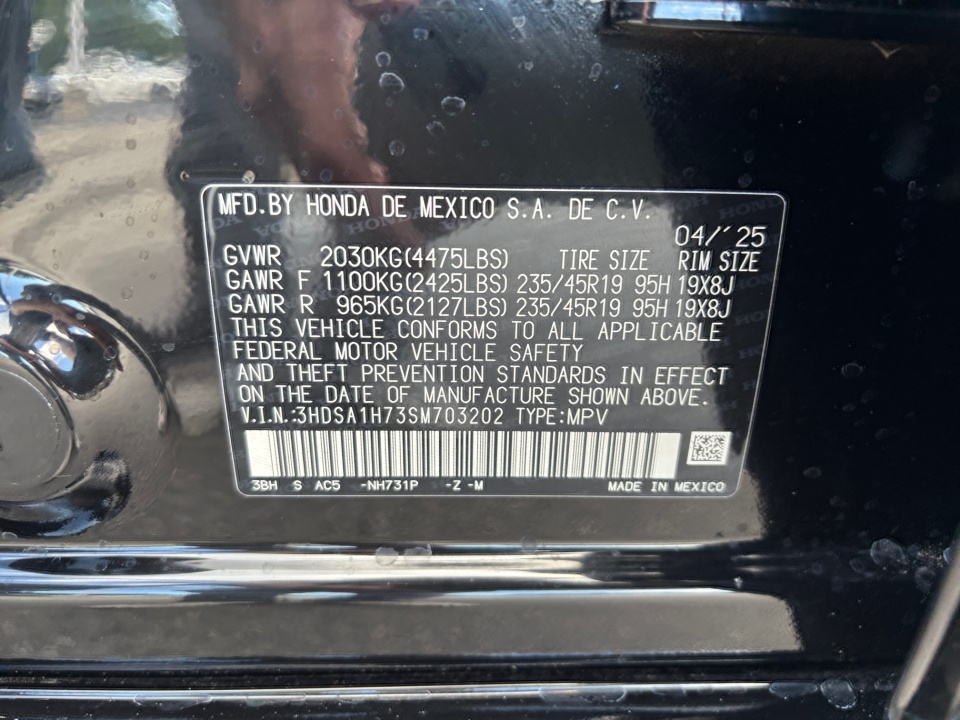 MFD.BY HONDA DE MEXICO S.A. DE C.V.
04/´25
GVWR 2030KG(4475LBS) TIRE SIZE RIM SIZE
GAWR F 1100KG(2425LBS) 235/45R19 95H 19X8J
GAWR R 965KG(2127LBS) 235/45R19 95H 19X8J
THIS VEHICLE CONFORMS TO ALL APPLICABLE
FEDERAL MOTOR VEHICLE SAFETY
AND THEFT PREVENTION STANDARDS IN EFFECT
ON THE DATE OF MANUFACTURE SHOWN ABOVE.
V.I.N.:3HDSA1H73SM703202 TYPE:MPV
3BH S AC5 -NH731P -Z -M MADE IN MEXICO